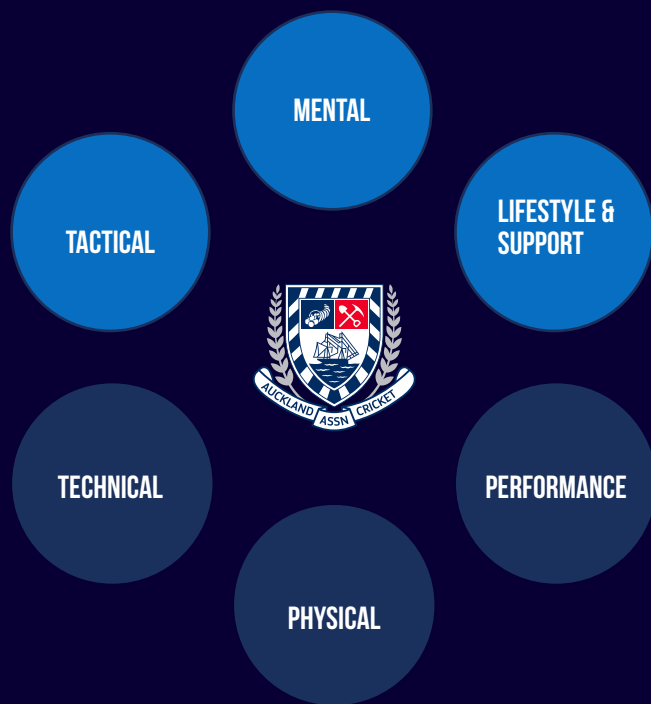 MENTAL
TACTICAL
LIFESTYLE &
SUPPORT
AUCKLAND ASSN CRICKET
TECHNICAL
PERFORMANCE
PHYSICAL